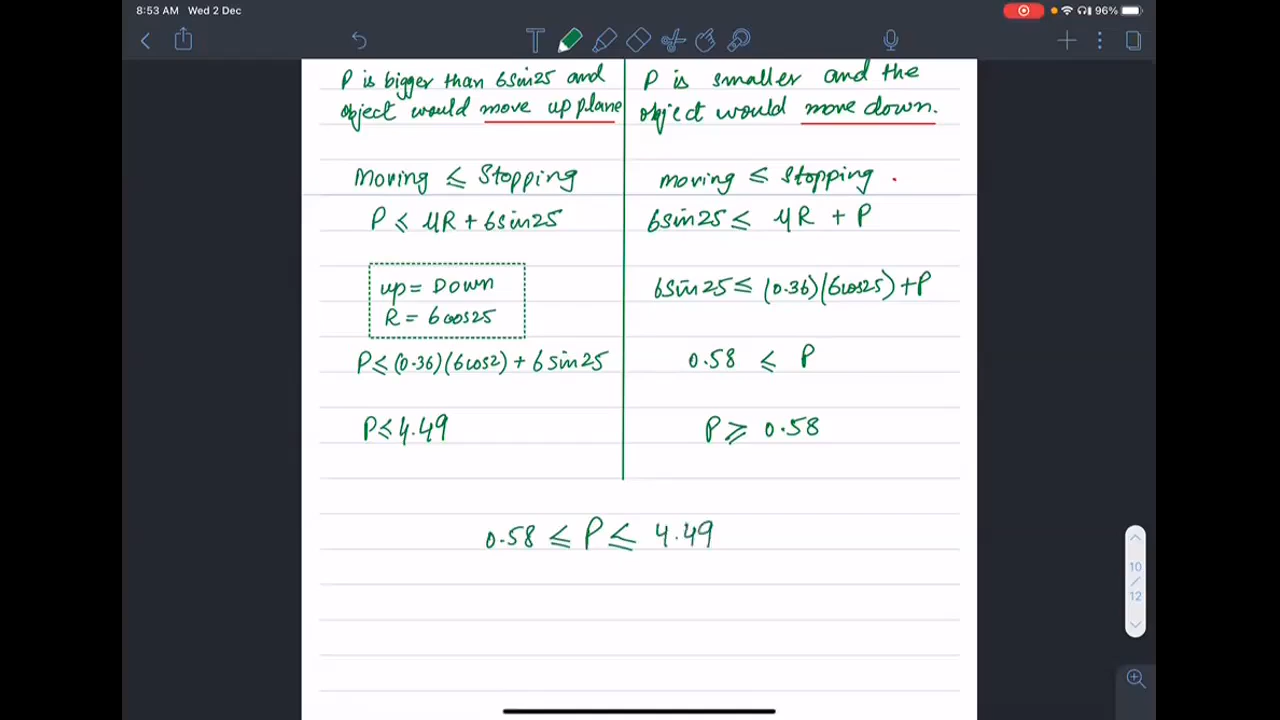 8:53 AM Wed 2 Dec
96%
P is bigger than 6sin25 and
object would move up plane
Moving ≤ Stopping
P ≤ μR + 6sin25
up = Down
R = 6cos25
P ≤ (0.36)(6cos2) + 6sin25
P ≤ 4.49
P is smaller and the
object would move down.
moving ≤ stopping .
6sin25 ≤ μR + P
6sin25 ≤ (0.36)(6cos25) + P
0.58 ≤ P
P ≥ 0.58
0.58 ≤ P ≤ 4.49
10
/
12